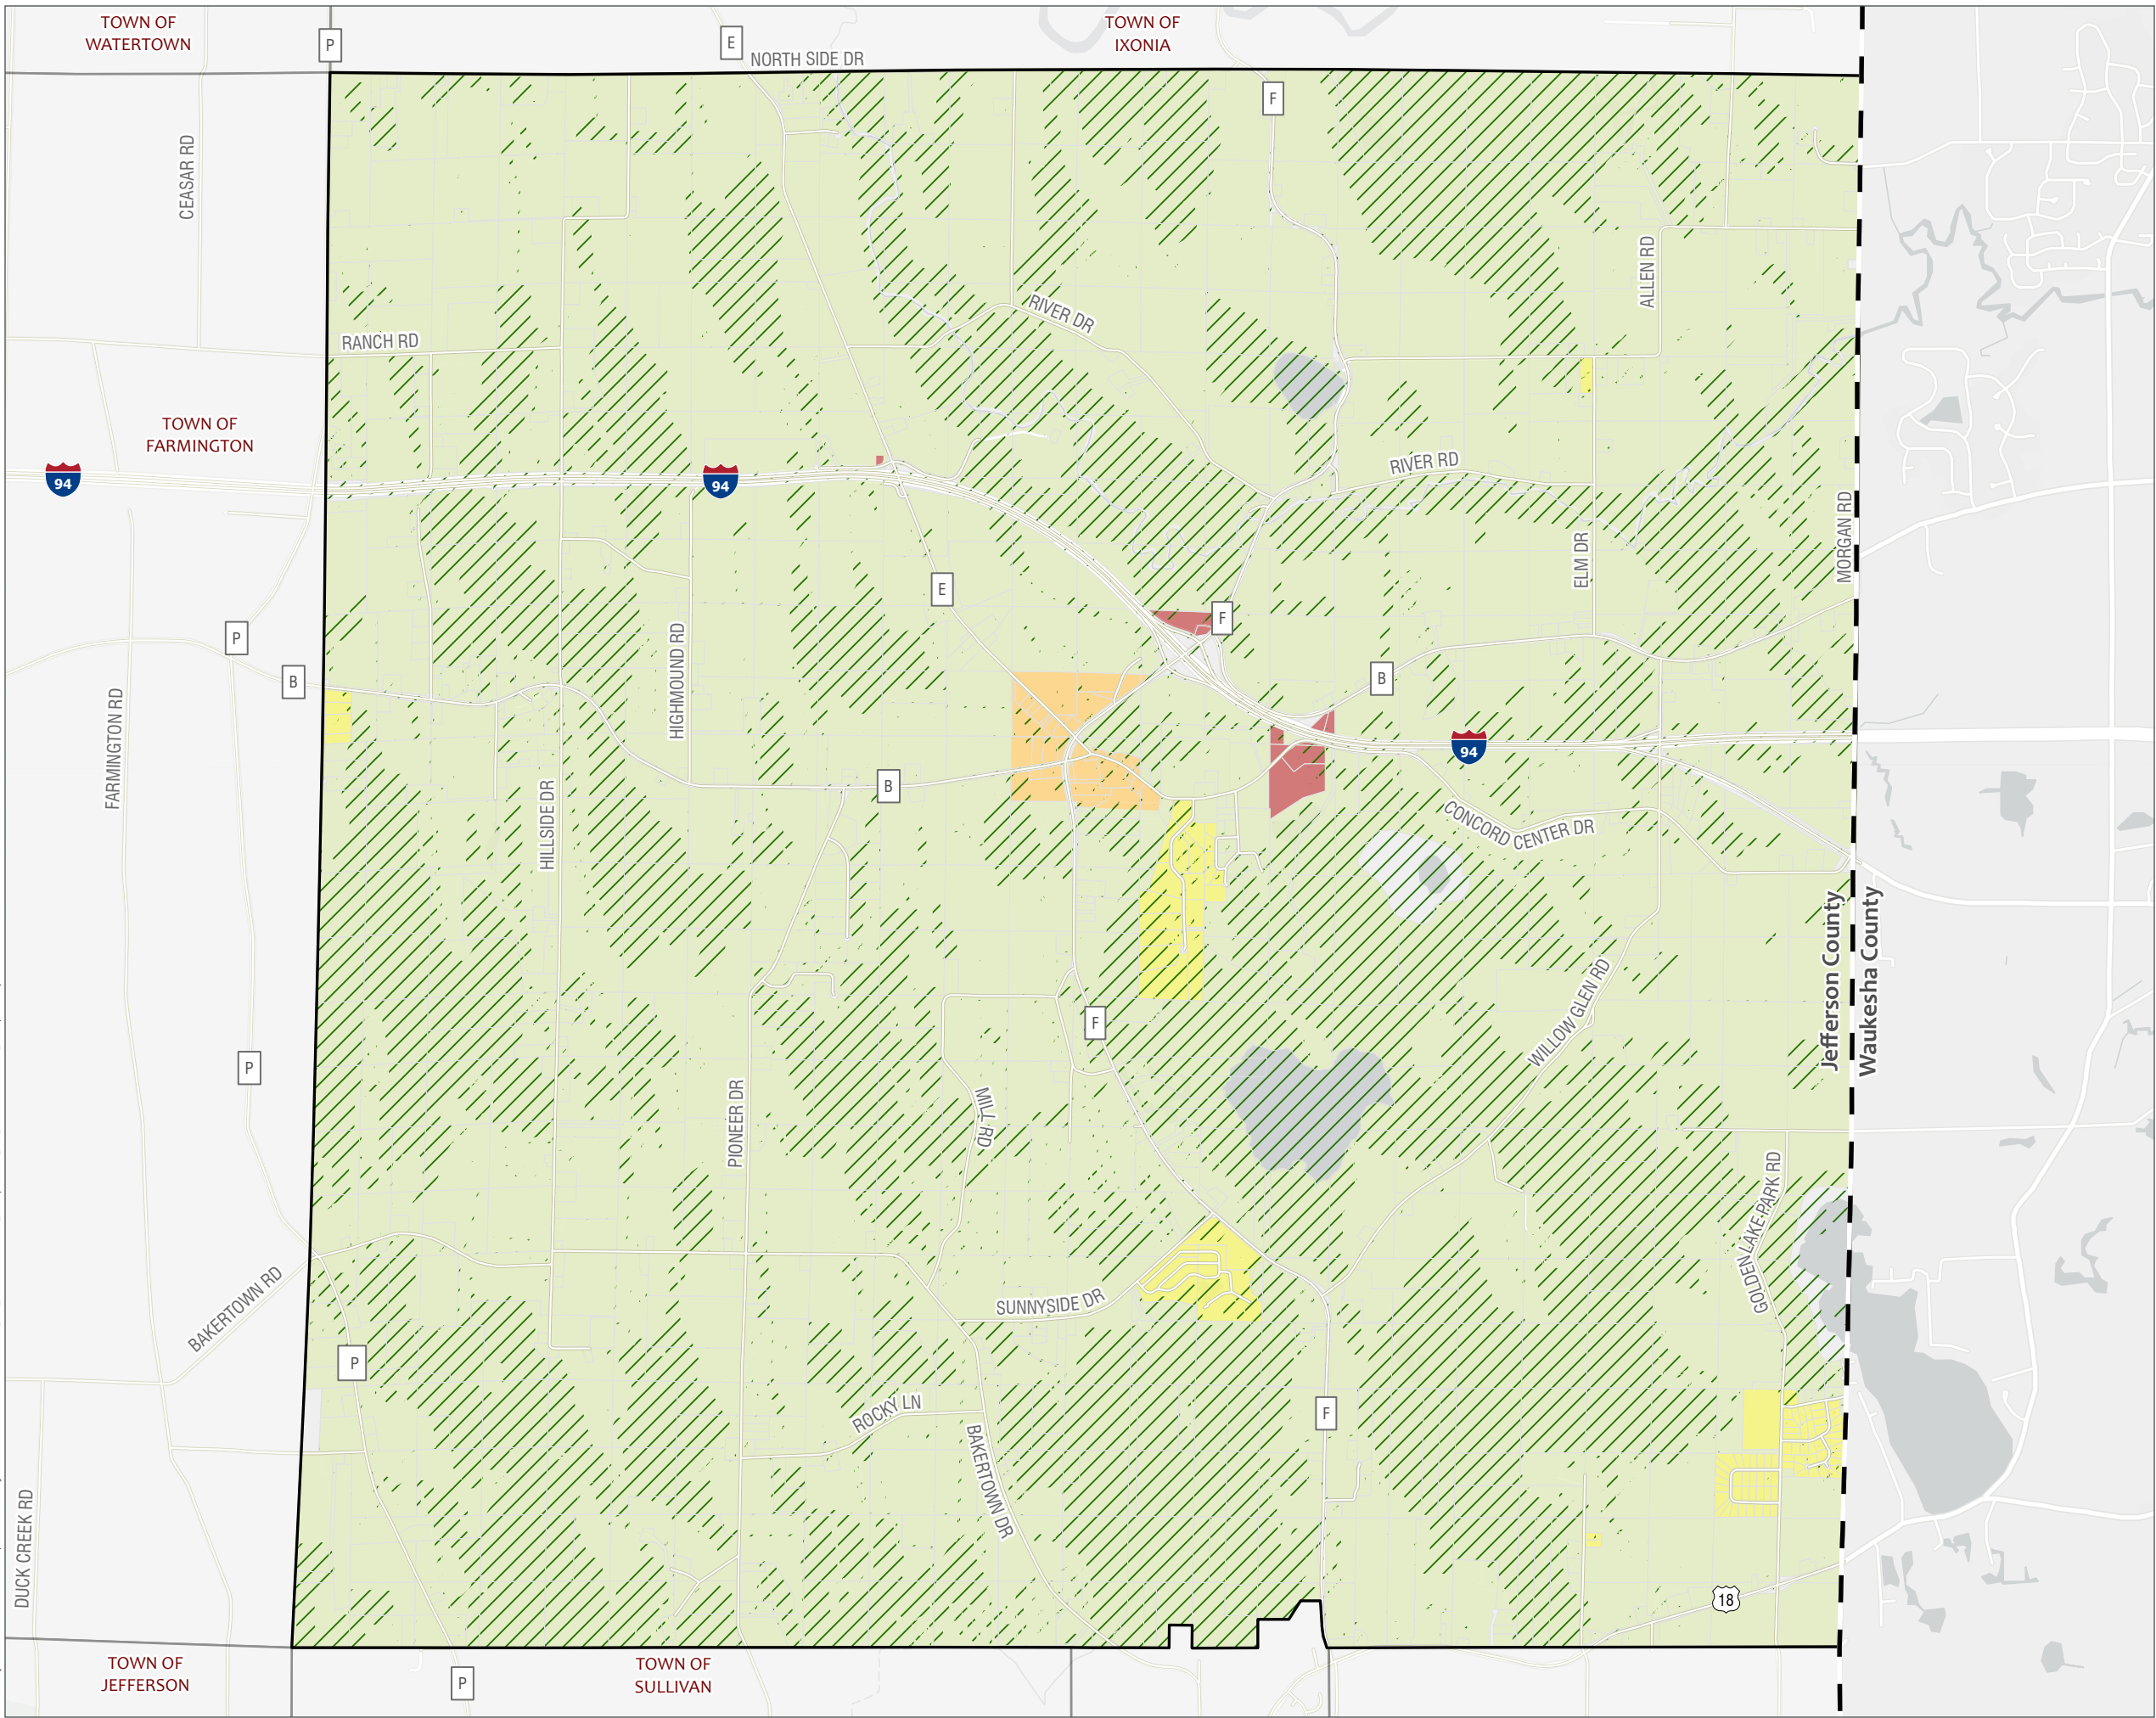 TOWN OF
WATERTOWN
P
E
NORTH SIDE DR
TOWN OF
IXONIA
F
CEASAR RD
ALLEN RD
RIVER DR
RANCH RD
TOWN OF
FARMINGTON
94
94
RIVER RD
MORGAN RD
ELM DR
E
F
P
B
HIGHMOUND RD
B
FARMINGTON RD
94
B
HILLSIDE DR
CONCORD CENTER DR
Jefferson County
Waukesha County
WILLOW GLEN RD
F
P
PIONEER DR
MILL RD
GOLDEN LAKE PARK RD
BAKERTOWN RD
SUNNYSIDE DR
P
ROCKY LN
F
BAKERTOWN DR
DUCK CREEK RD
18
TOWN OF
JEFFERSON
P
TOWN OF
SULLIVAN